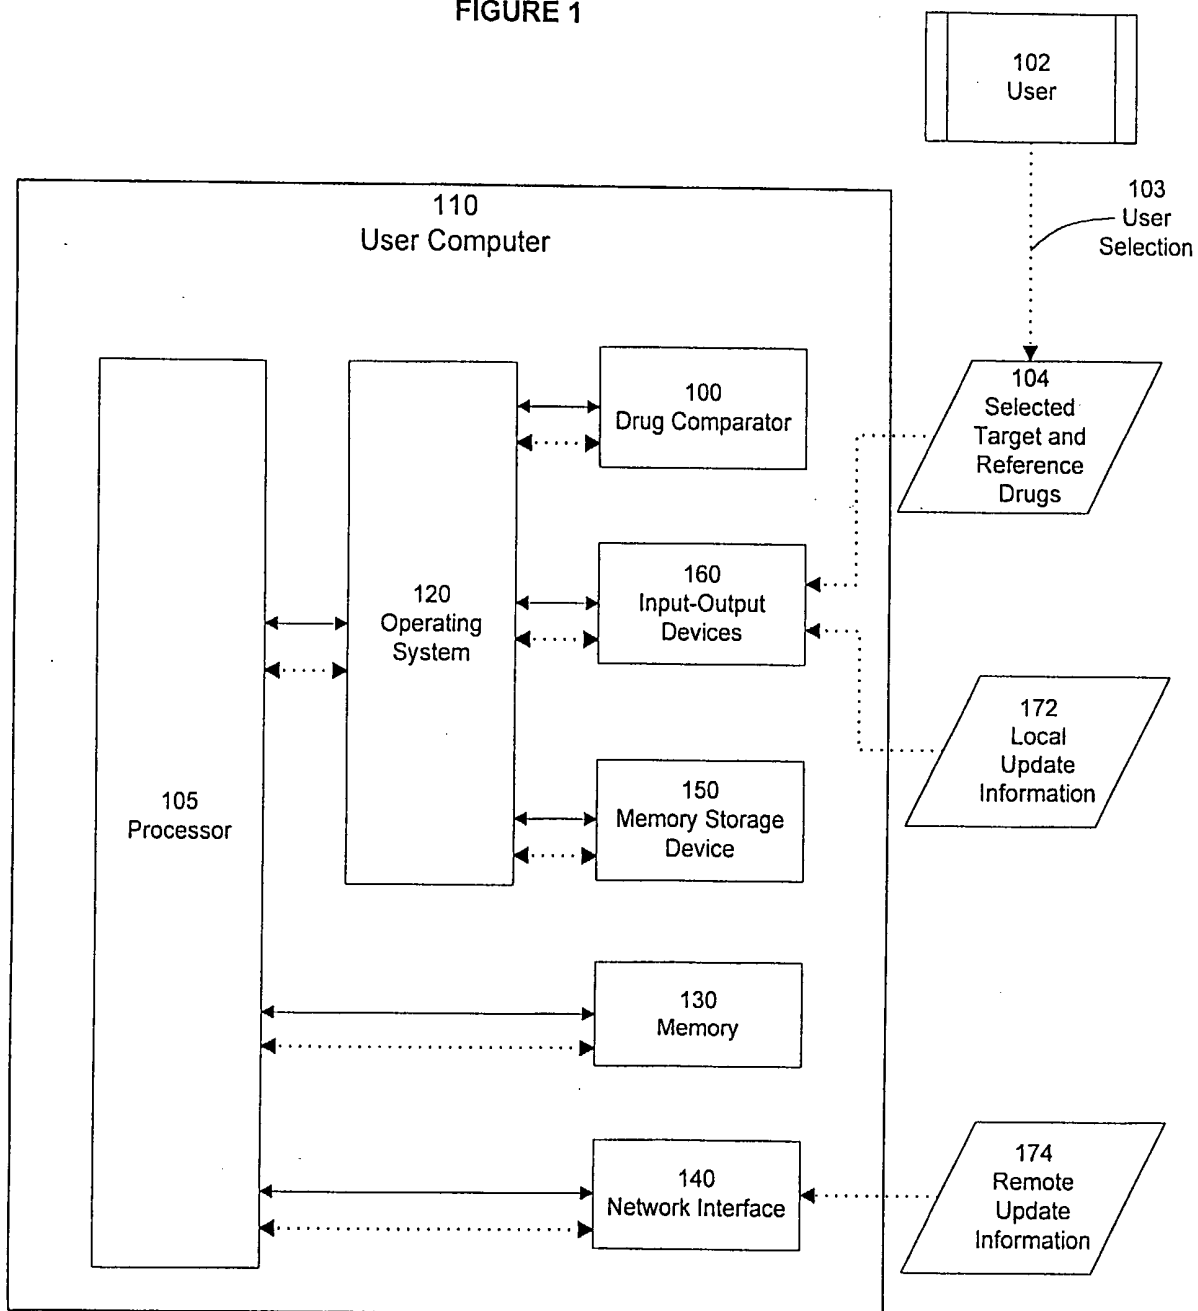 FIGURE 1
102
User
103
User
Selection
110
User Computer
104
Selected
Target and
Reference
Drugs
100
Drug Comparator
160
Input-Output
Devices
120
Operating
System
172
Local
Update
Information
105
Processor
150
Memory Storage
Device
130
Memory
140
Network Interface
174
Remote
Update
Information